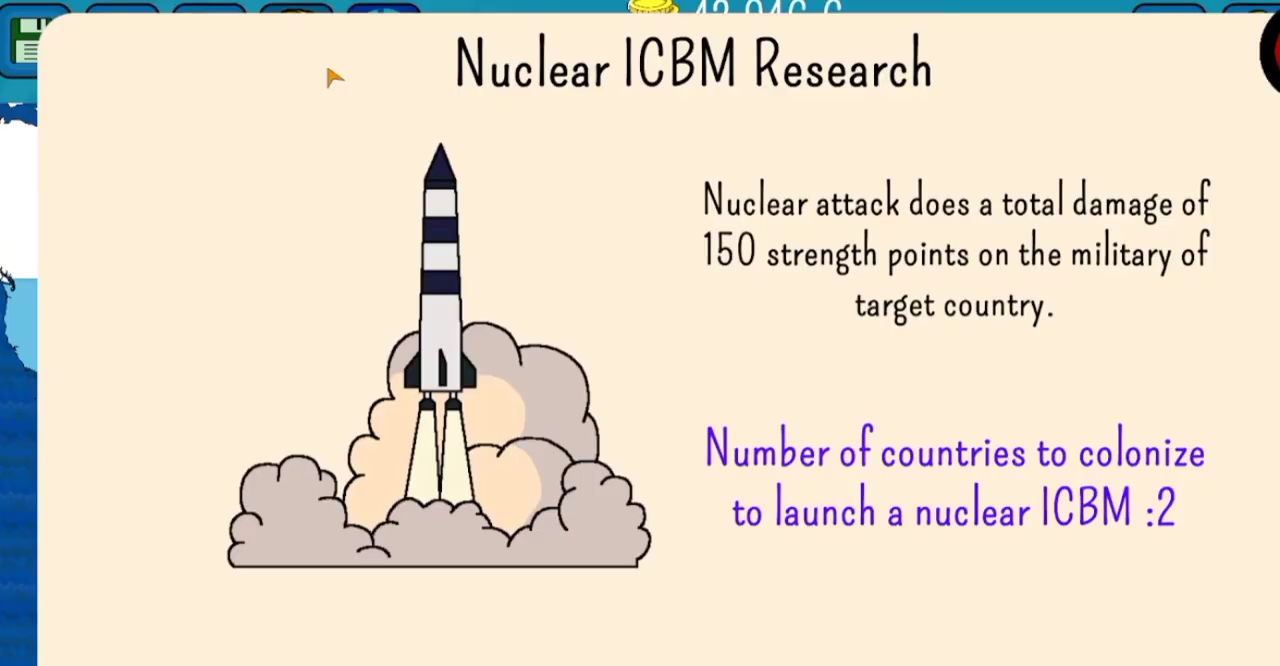 Nuclear ICBM Research
Nuclear attack does a total damage of
150 strength points on the military of
target country.
Number of countries to colonize
to launch a nuclear ICBM :2